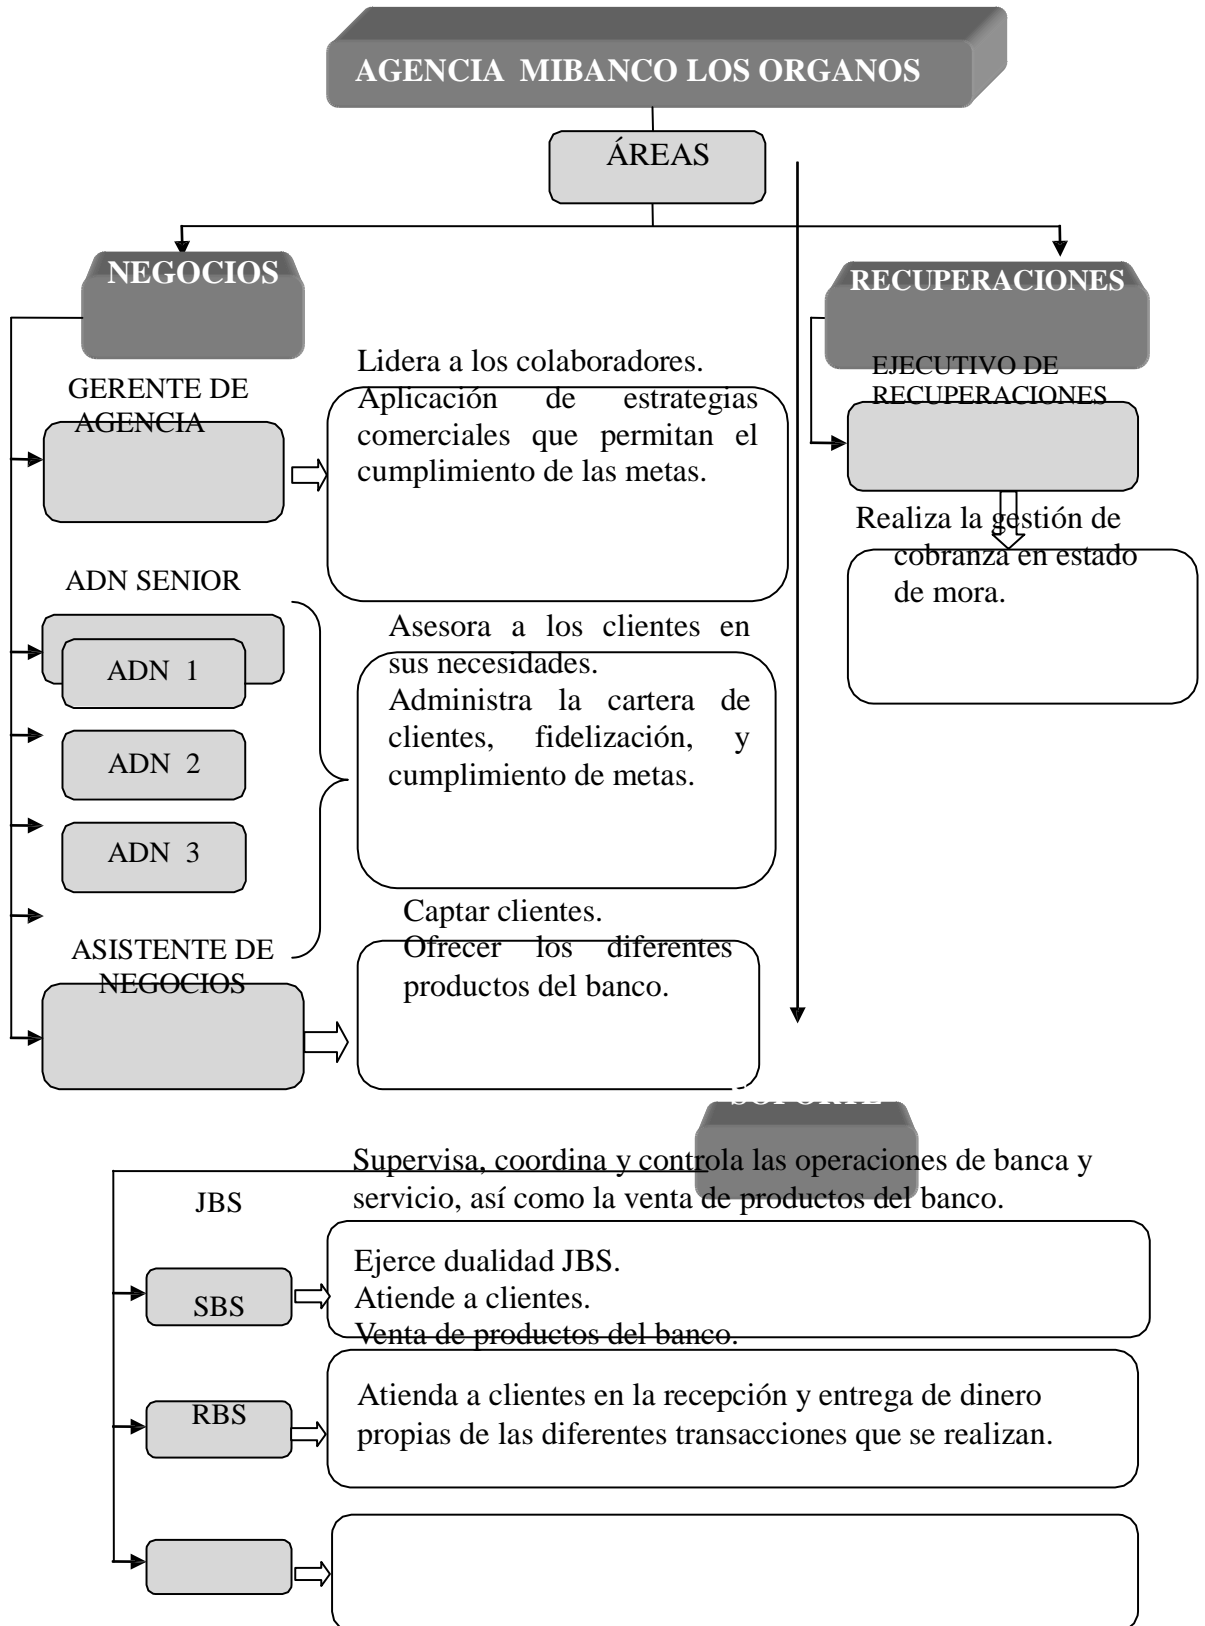 AGENCIA MIBANCO LOS ORGANOS
ÁREAS
NEGOCIOS
GERENTE DE
AGENCIA
Lidera a los colaboradores.
Aplicación de estrategias
comerciales que permitan el
cumplimiento de las metas.
ADN SENIOR
ADN 1
ADN 2
ADN 3
Asesora a los clientes en
sus necesidades.
Administra la cartera de
clientes, fidelización, y
cumplimiento de metas.
ASISTENTE DE
NEGOCIOS
Captar clientes.
Ofrecer los diferentes
productos del banco.
RECUPERACIONES
EJECUTIVO DE
RECUPERACIONES
Realiza la gestión de
cobranza en estado
de mora.
SOPORTE
JBS
Supervisa, coordina y controla las operaciones de banca y
servicio, así como la venta de productos del banco.
SBS
Ejerce dualidad JBS.
Atiende a clientes.
Venta de productos del banco.
RBS
Atienda a clientes en la recepción y entrega de dinero
propias de las diferentes transacciones que se realizan.